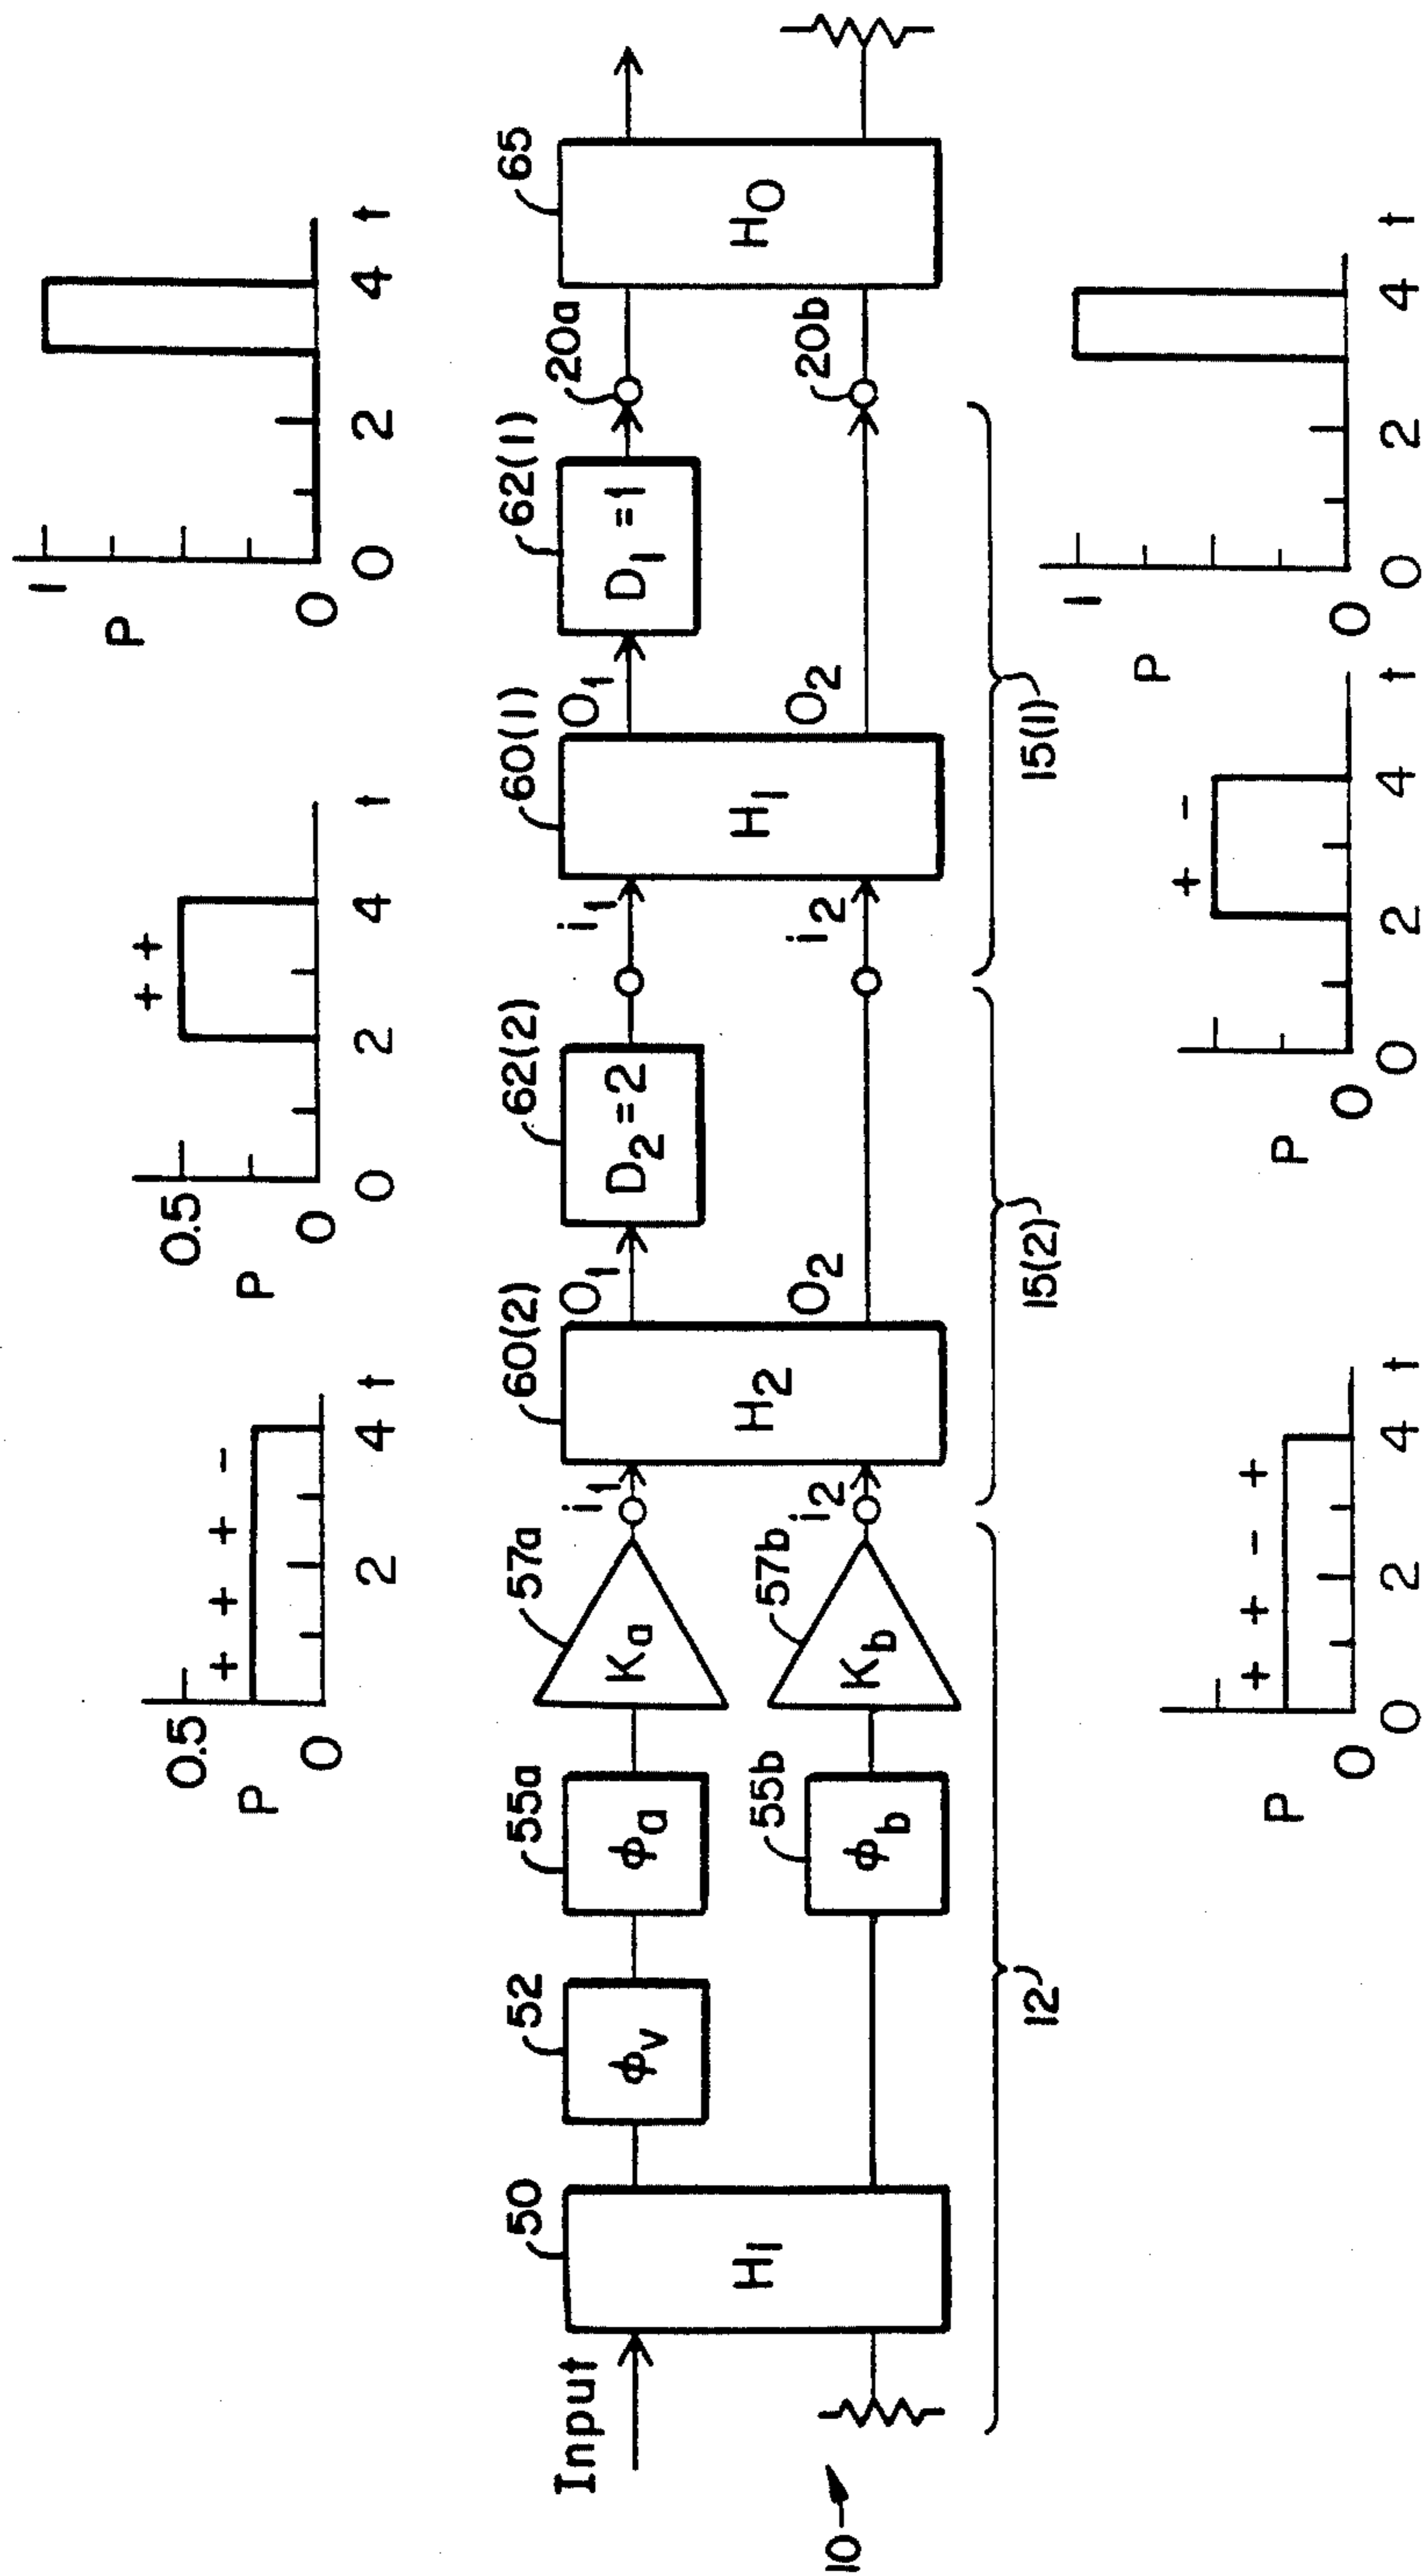 P
0.5
0
+ + + -
2
4
t
P
0.5
0
+ +
0
2
4
t
P
1
0
0
2
4
t
Input
50
Hi
52
ϕv
55a
ϕa
57a
Ka
i1
60(2)
H2
O1
62(2)
D2 = 2
i1
60(1)
H1
O1
62(1)
D1 = 1
20a
65
HO
10
55b
ϕb
57b
Kb
i2
O2
i2
O2
20b
12
15(2)
15(1)
P
0
+ + - +
0
2
4
t
P
0
+ -
0
2
4
t
P
1
0
0
2
4
t